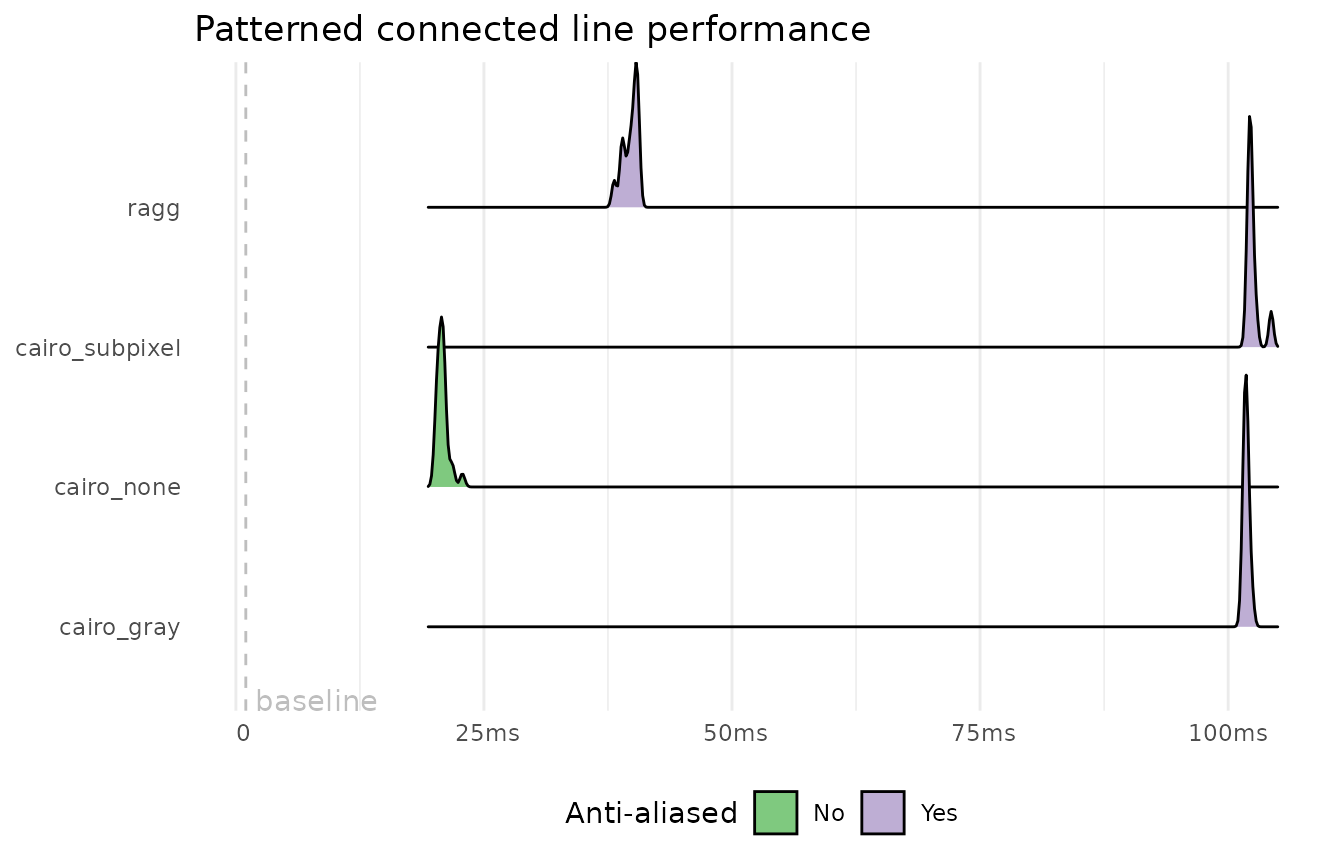 Patterned connected line performance
ragg
cairo_subpixel
cairo_none
cairo_gray
baseline
0 25ms 50ms 75ms 100ms
Anti-aliased No Yes